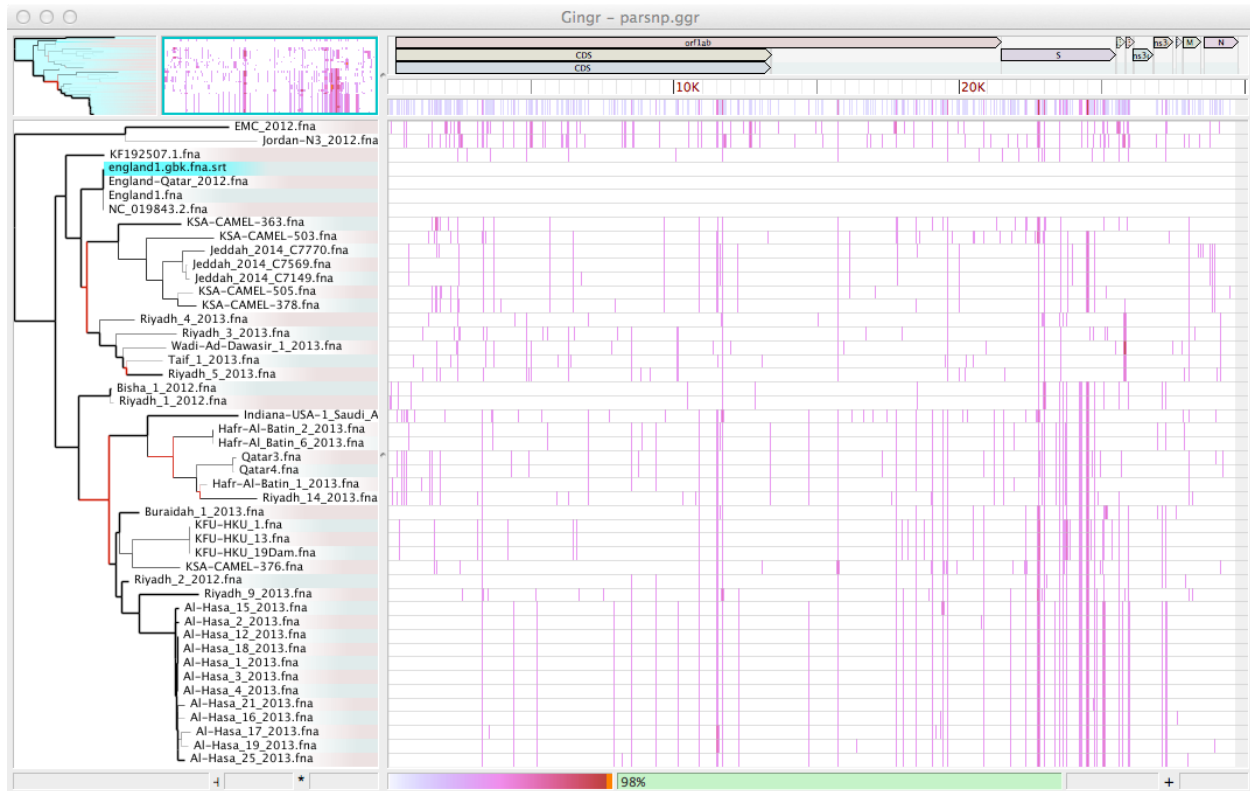 Gingr - parsnp.ggr
orf1ab
CDS
S
ns3
M
N
CDS
ns3
10K
20K
EMC_2012.fna
Jordan-N3_2012.fna
KF192507.1.fna
england1.gbk.fna.srt
England-Qatar_2012.fna
England1.fna
NC_019843.2.fna
KSA-CAMEL-363.fna
KSA-CAMEL-503.fna
Jeddah_2014_C7770.fna
Jeddah_2014_C7569.fna
Jeddah_2014_C7149.fna
KSA-CAMEL-505.fna
KSA-CAMEL-378.fna
Riyadh_4_2013.fna
Riyadh_3_2013.fna
Wadi-Ad-Dawasir_1_2013.fna
Taif_1_2013.fna
Riyadh_5_2013.fna
Bisha_1_2012.fna
Riyadh_1_2012.fna
Indiana-USA-1_Saudi_A
Hafr-Al-Batin_2_2013.fna
Hafr-Al_Batin_6_2013.fna
Qatar3.fna
Qatar4.fna
Hafr-Al-Batin_1_2013.fna
Riyadh_14_2013.fna
Buraidah_1_2013.fna
KFU-HKU_1.fna
KFU-HKU_13.fna
KFU-HKU_19Dam.fna
KSA-CAMEL-376.fna
Riyadh_2_2012.fna
Riyadh_9_2013.fna
Al-Hasa_15_2013.fna
Al-Hasa_2_2013.fna
Al-Hasa_12_2013.fna
Al-Hasa_18_2013.fna
Al-Hasa_1_2013.fna
Al-Hasa_3_2013.fna
Al-Hasa_4_2013.fna
Al-Hasa_21_2013.fna
Al-Hasa_16_2013.fna
Al-Hasa_17_2013.fna
Al-Hasa_19_2013.fna
Al-Hasa_25_2013.fna
* 98% +